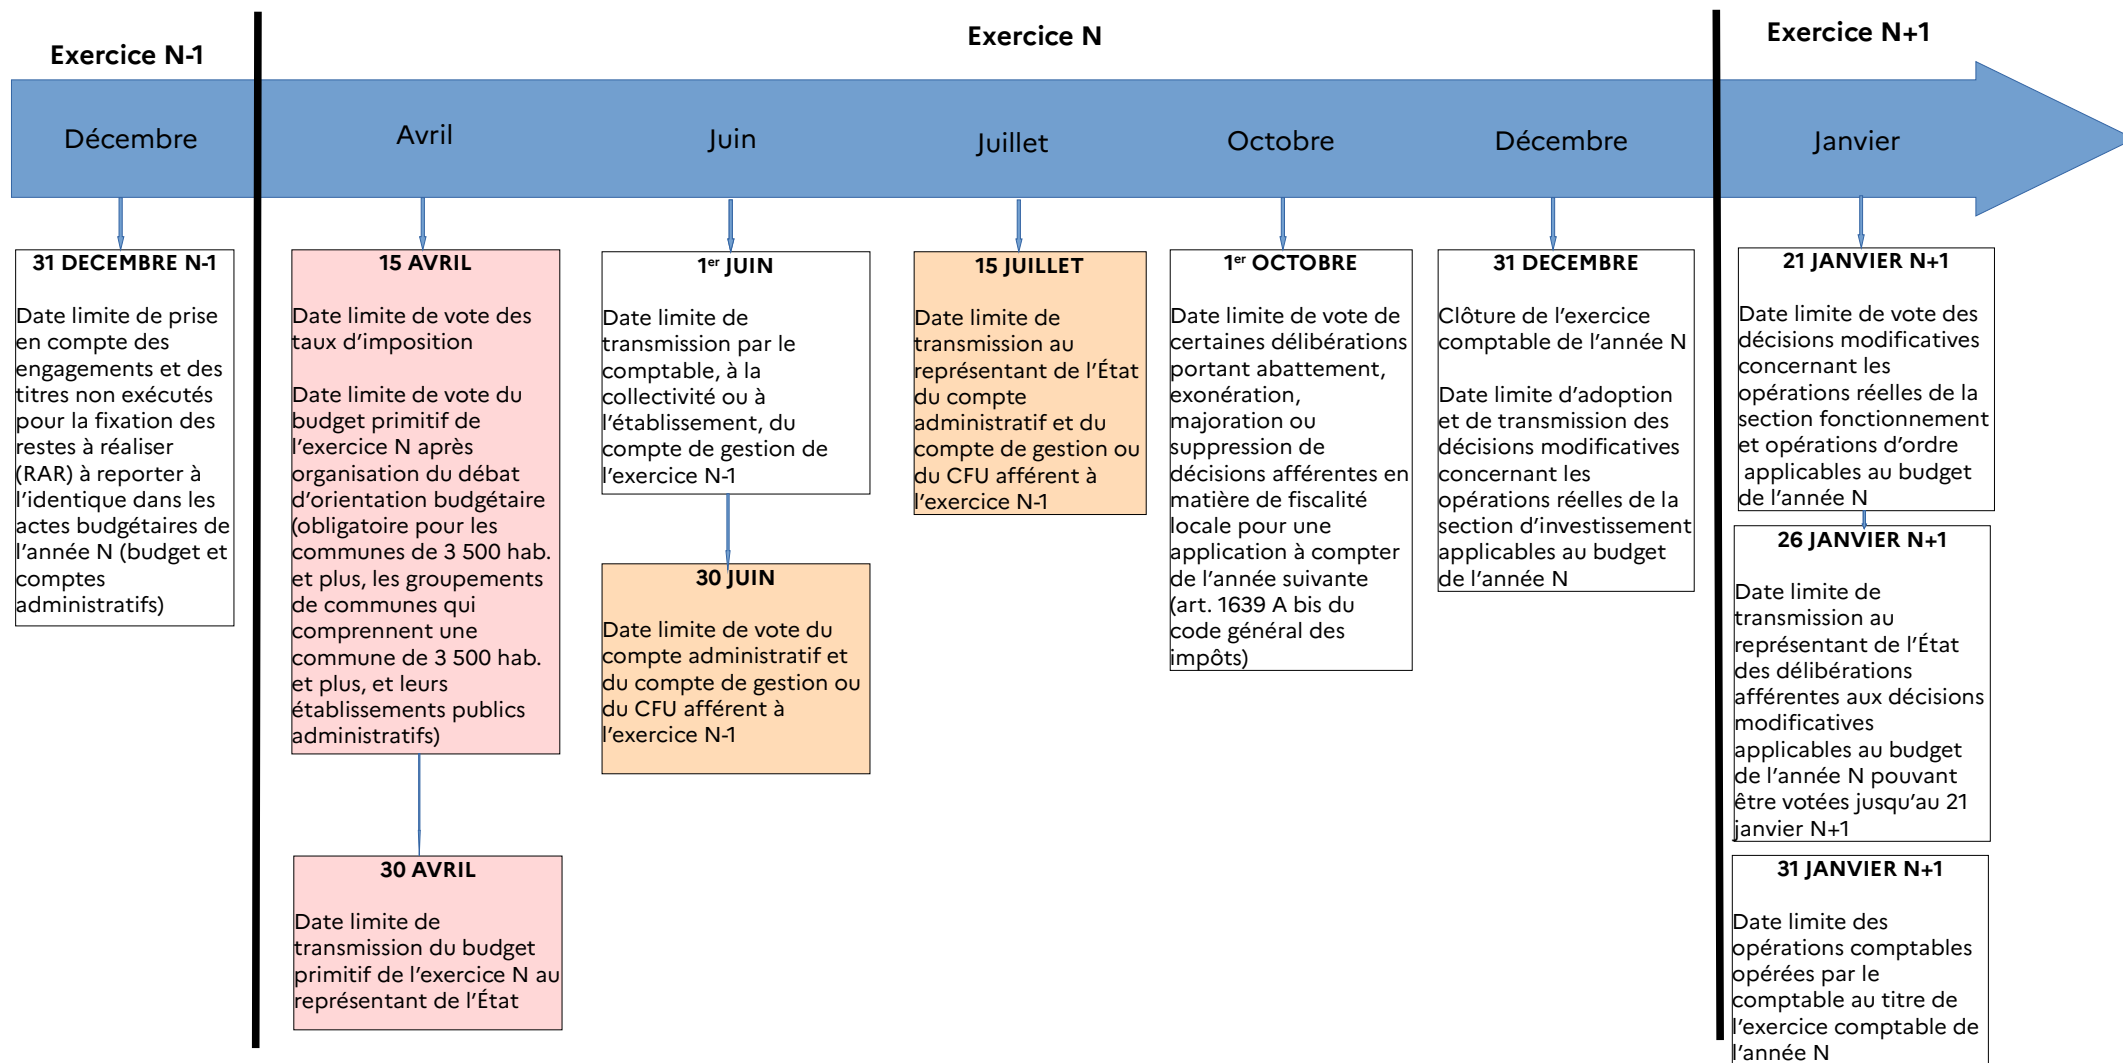 Exercice N-1
Exercice N
Exercice N+1
Décembre
Avril
Juin
Juillet
Octobre
Décembre
Janvier
31 DECEMBRE N-1
Date limite de prise
en compte des
engagements et des
titres non exécutés
pour la fixation des
restes à réaliser
(RAR) à reporter à
l'identique dans les
actes budgétaires de
l'année N (budget et
comptes
administratifs)
15 AVRIL
Date limite de vote des
taux d'imposition
Date limite de vote du
budget primitif de
l'exercice N après
organisation du débat
d'orientation budgétaire
(obligatoire pour les
communes de 3 500 hab.
et plus, les groupements
de communes qui
comprennent une
commune de 3 500 hab.
et plus, et leurs
établissements publics
administratifs)
30 AVRIL
Date limite de
transmission du budget
primitif de l'exercice N au
représentant de l'État
1er JUIN
Date limite de
transmission par le
comptable, à la
collectivité ou à
l'établissement, du
compte de gestion de
l'exercice N-1
30 JUIN
Date limite de vote du
compte administratif et
du compte de gestion ou
du CFU afférent à
l'exercice N-1
15 JUILLET
Date limite de
transmission au
représentant de l'État
du compte
administratif et du
compte de gestion ou
du CFU afférent à
l'exercice N-1
1er OCTOBRE
Date limite de vote de
certaines délibérations
portant abattement,
exonération,
majoration ou
suppression de
décisions afférentes en
matière de fiscalité
locale pour une
application à compter
de l'année suivante
(art. 1639 A bis du
code général des
impôts)
31 DECEMBRE
Clôture de l'exercice
comptable de l'année N
Date limite d'adoption
et de transmission des
décisions modificatives
concernant les
opérations réelles de la
section d'investissement
applicables au budget
de l'année N
21 JANVIER N+1
Date limite de vote des
décisions modificatives
concernant les
opérations réelles de la
section fonctionnement
et opérations d'ordre
applicables au budget
de l'année N
26 JANVIER N+1
Date limite de
transmission au
représentant de l'État
des délibérations
afférentes aux décisions
modificatives
applicables au budget
de l'année N pouvant
être votées jusqu'au 21
janvier N+1
31 JANVIER N+1
Date limite des
opérations comptables
opérées par le
comptable au titre de
l'exercice comptable de
l'année N